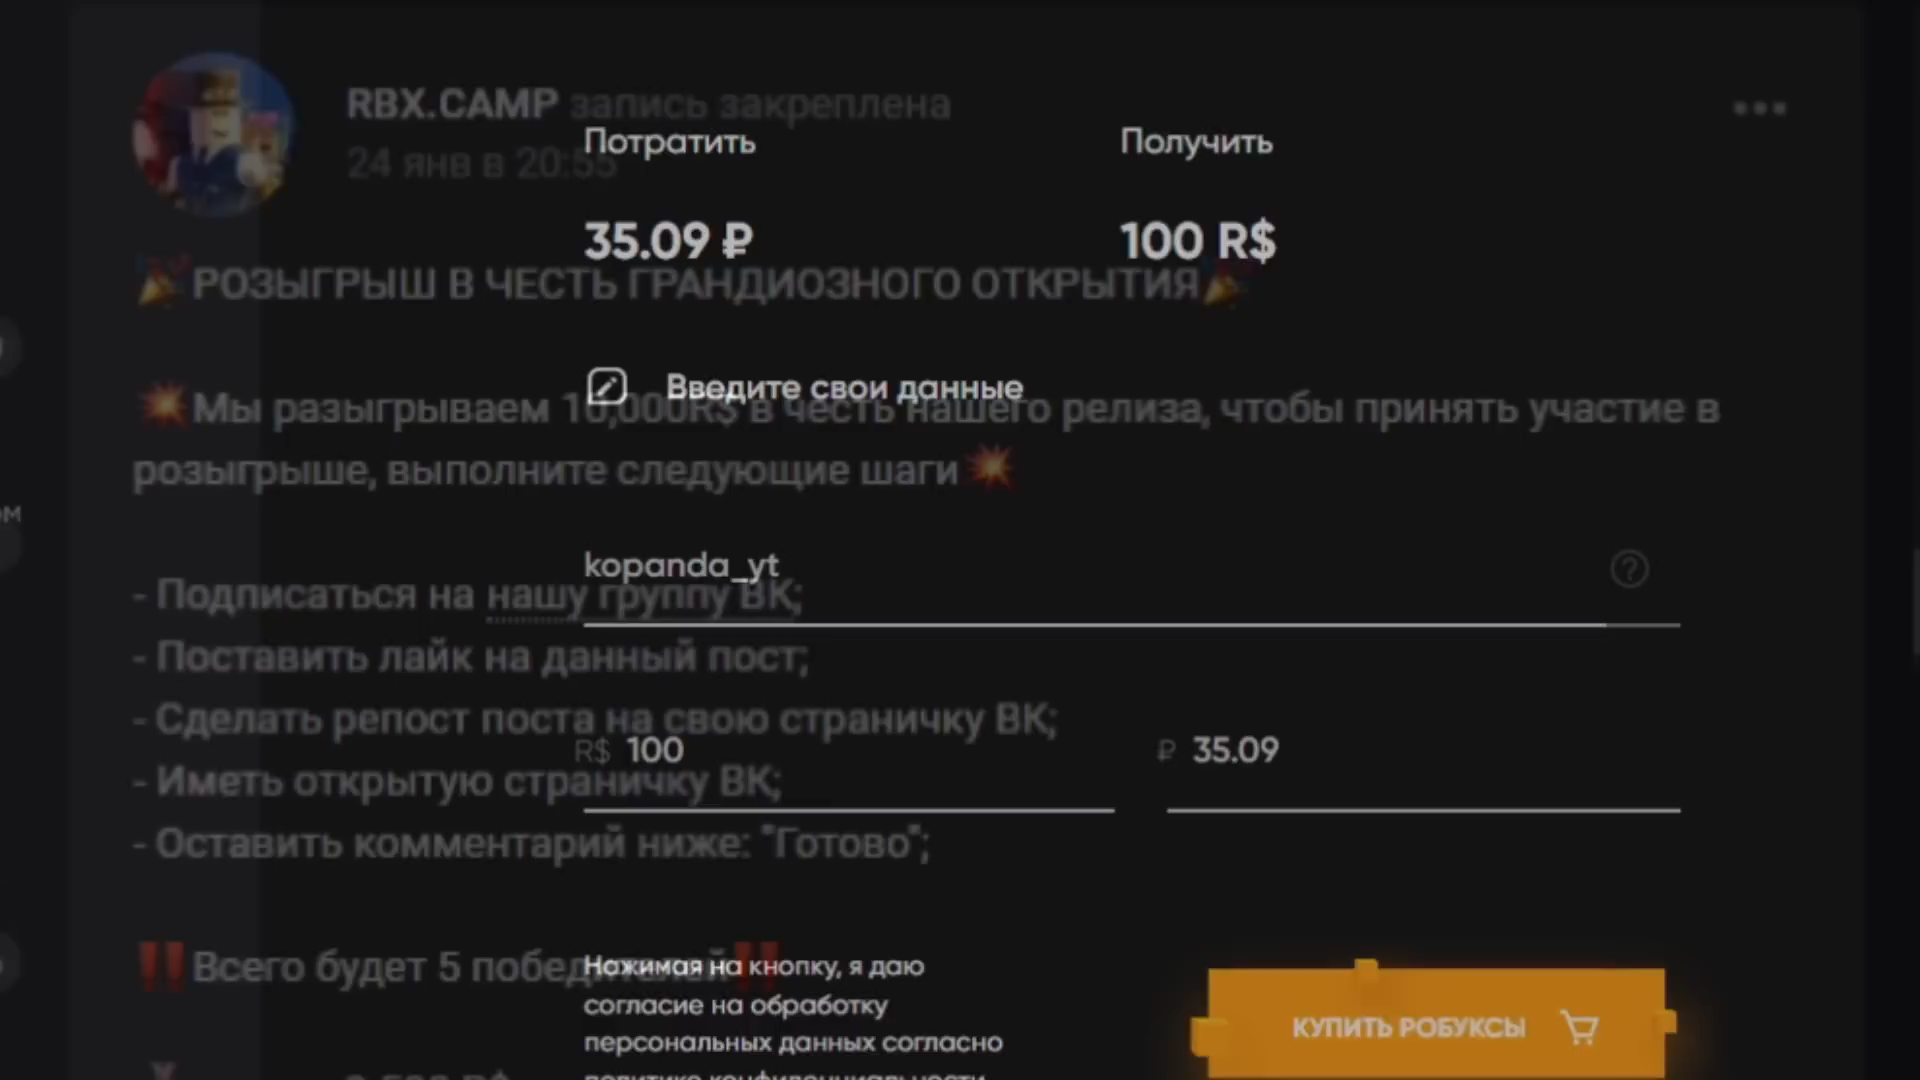 RBX.CAMP запись закреплена
24 янв в 20:55
Потратить
Получить
35.09 ₽
100 R$
🎉РОЗЫГРЫШ В ЧЕСТЬ ГРАНДИОЗНОГО ОТКРЫТИЯ🎉
Введите свои данные
💥Мы разыгрываем 10,000R$ в честь нашего релиза, чтобы принять участие в
розыгрыше, выполните следующие шаги💥
kopanda_yt
- Подписаться на нашу группу ВК;
- Поставить лайк на данный пост;
- Сделать репост поста на свою страничку ВК;
R$ 100
₽ 35.09
- Иметь открытую страничку ВК;
- Оставить комментарий ниже: "Готово";
‼️Всего будет 5 победителей‼️
Нажимая на кнопку, я даю
согласие на обработку
персональных данных согласно
политике конфиденциальности
КУПИТЬ РОБУКСЫ